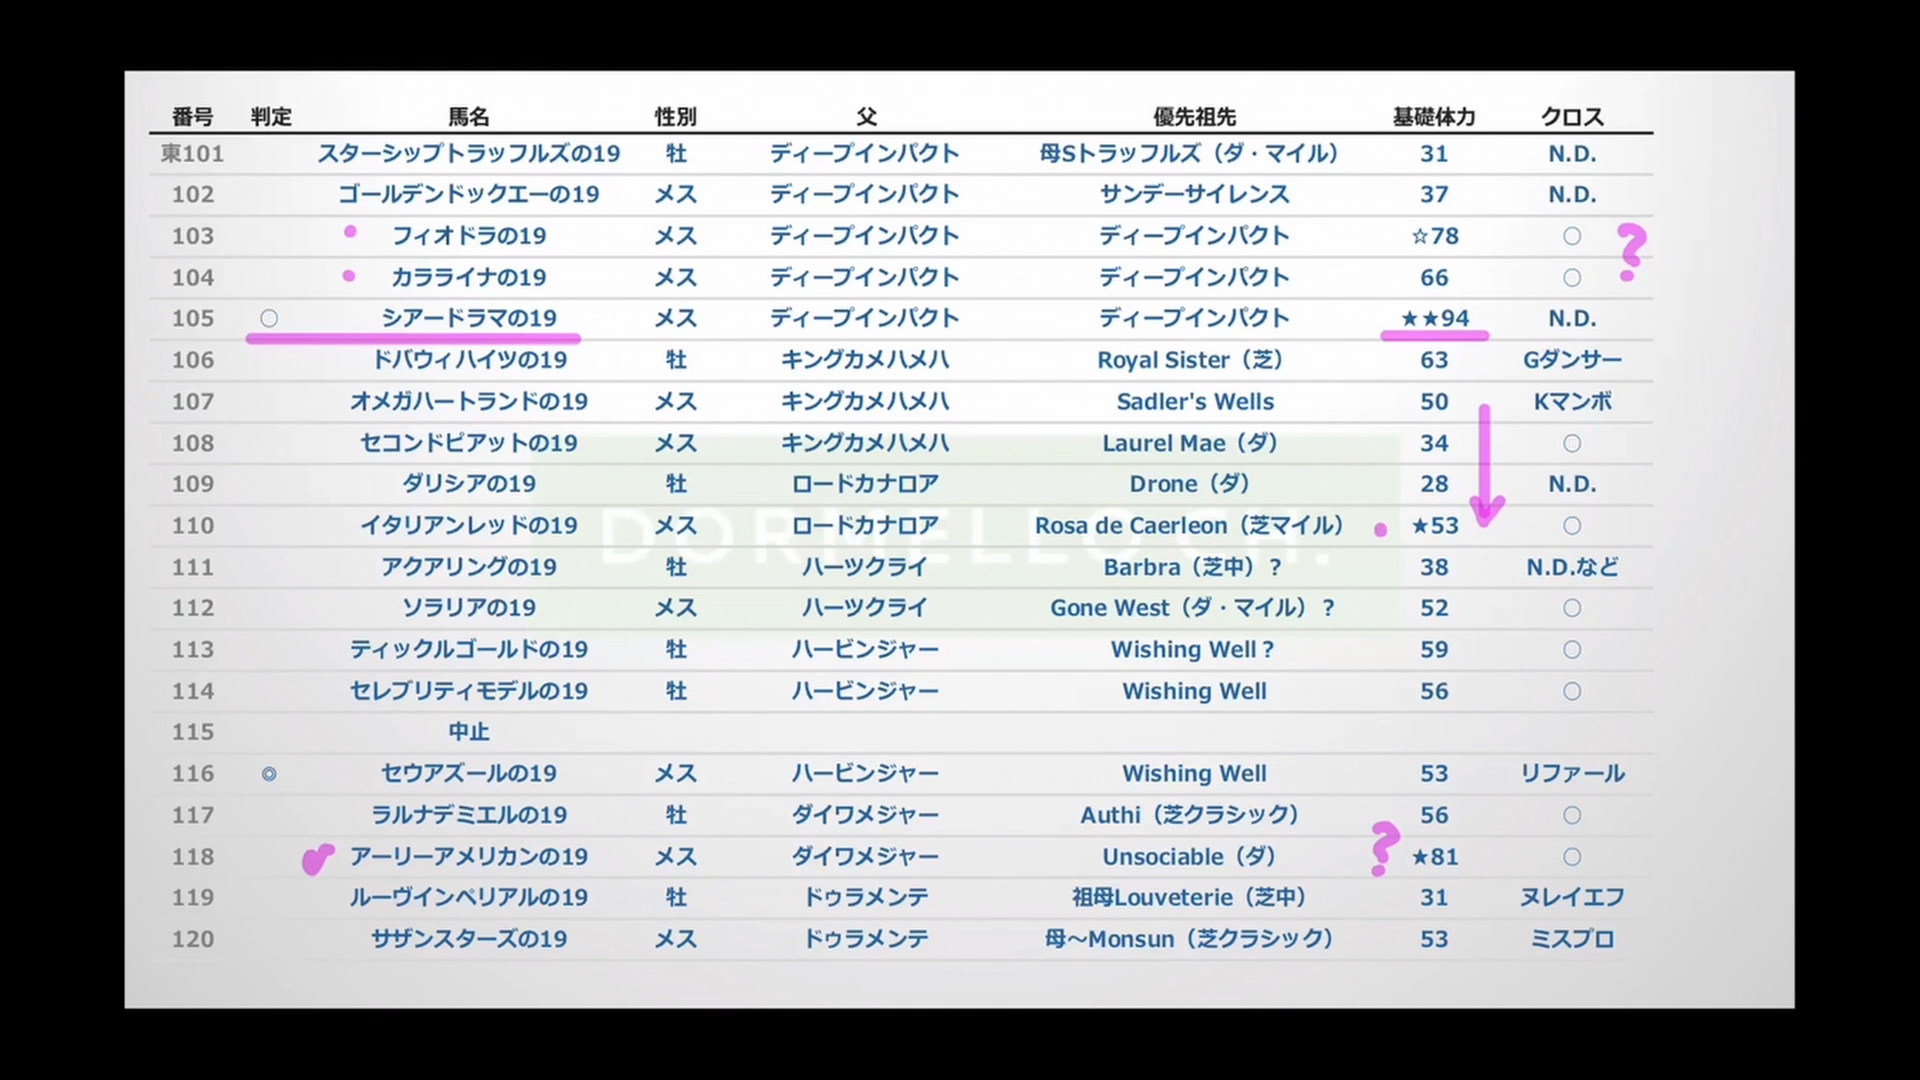 番号 判定 馬名 性別 父 優先祖先 基礎体力 クロス
東101 スターシップトラッフルズの19 牡 ディープインパクト 母Sトラッフルズ（ダ・マイル） 31 N.D.
102 ゴールデンドックエーの19 メス ディープインパクト サンデーサイレンス 37 N.D.
103 フィオドラの19 メス ディープインパクト ディープインパクト ☆78 ○ ?
104 カラライナの19 メス ディープインパクト ディープインパクト 66 ○
105 ○ シアードラマの19 メス ディープインパクト ディープインパクト ★★94 N.D.
106 ドバウィハイツの19 牡 キングカメハメハ Royal Sister（芝） 63 Gダンサー
107 オメガハートランドの19 メス キングカメハメハ Sadler's Wells 50 Kマンボ
108 セコンドピアットの19 メス キングカメハメハ Laurel Mae（ダ） 34 ○
109 ダリシアの19 牡 ロードカナロア Drone（ダ） 28 N.D.
110 イタリアンレッドの19 メス ロードカナロア Rosa de Caerleon（芝マイル） ★53 ○
111 アクアリングの19 牡 ハーツクライ Barbra（芝中）？ 38 N.D.など
112 ソラリアの19 メス ハーツクライ Gone West（ダ・マイル）？ 52 ○
113 ティックルゴールドの19 牡 ハービンジャー Wishing Well？ 59 ○
114 セレブリティモデルの19 牡 ハービンジャー Wishing Well 56 ○
115 中止
116 ◎ セウアズールの19 メス ハービンジャー Wishing Well 53 リファール
117 ラルナデミエルの19 牡 ダイワメジャー Authi（芝クラシック） 56 ○
118 アーリーアメリカンの19 メス ダイワメジャー Unsociable（ダ） ? ★81 ○
119 ルーヴインペリアルの19 牡 ドゥラメンテ 祖母Louveterie（芝中） 31 ヌレイエフ
120 サザンスターズの19 メス ドゥラメンテ 母～Monsun（芝クラシック） 53 ミスプロ
DORMELLO CH.